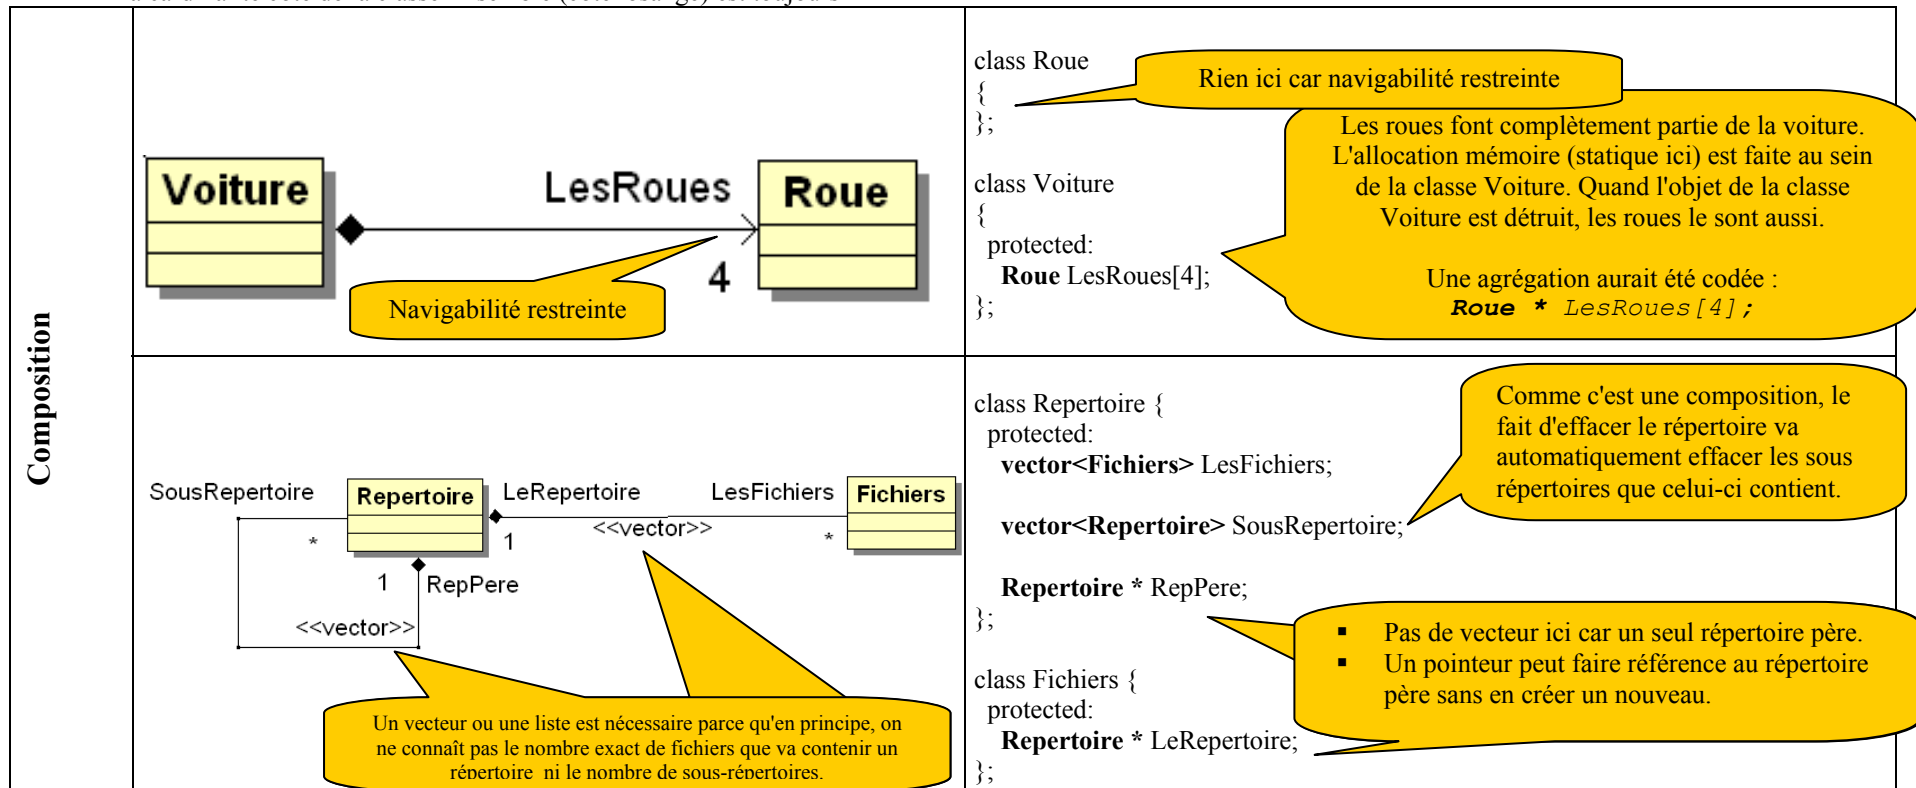 Composition
Voiture
LesRoues
Roue
4
Navigabilité restreinte
class Roue
{
};
Rien ici car navigabilité restreinte
class Voiture
{
protected:
Roue LesRoues[4];
};
Les roues font complètement partie de la voiture.
L'allocation mémoire (statique ici) est faite au sein
de la classe Voiture. Quand l'objet de la classe
Voiture est détruit, les roues le sont aussi.
Une agrégation aurait été codée :
Roue * LesRoues[4];
SousRepertoire
Repertoire
LeRepertoire
LesFichiers
Fichiers
*
1
<<vector>>
*
1
RepPere
<<vector>>
Un vecteur ou une liste est nécessaire parce qu'en principe, on
ne connaît pas le nombre exact de fichiers que va contenir un
répertoire ni le nombre de sous-répertoires.
class Repertoire {
protected:
vector<Fichiers> LesFichiers;
vector<Repertoire> SousRepertoire;
Repertoire * RepPere;
};
Comme c'est une composition, le
fait d'effacer le répertoire va
automatiquement effacer les sous
répertoires que celui-ci contient.
▪ Pas de vecteur ici car un seul répertoire père.
▪ Un pointeur peut faire référence au répertoire
père sans en créer un nouveau.
class Fichiers {
protected:
Repertoire * LeRepertoire;
};